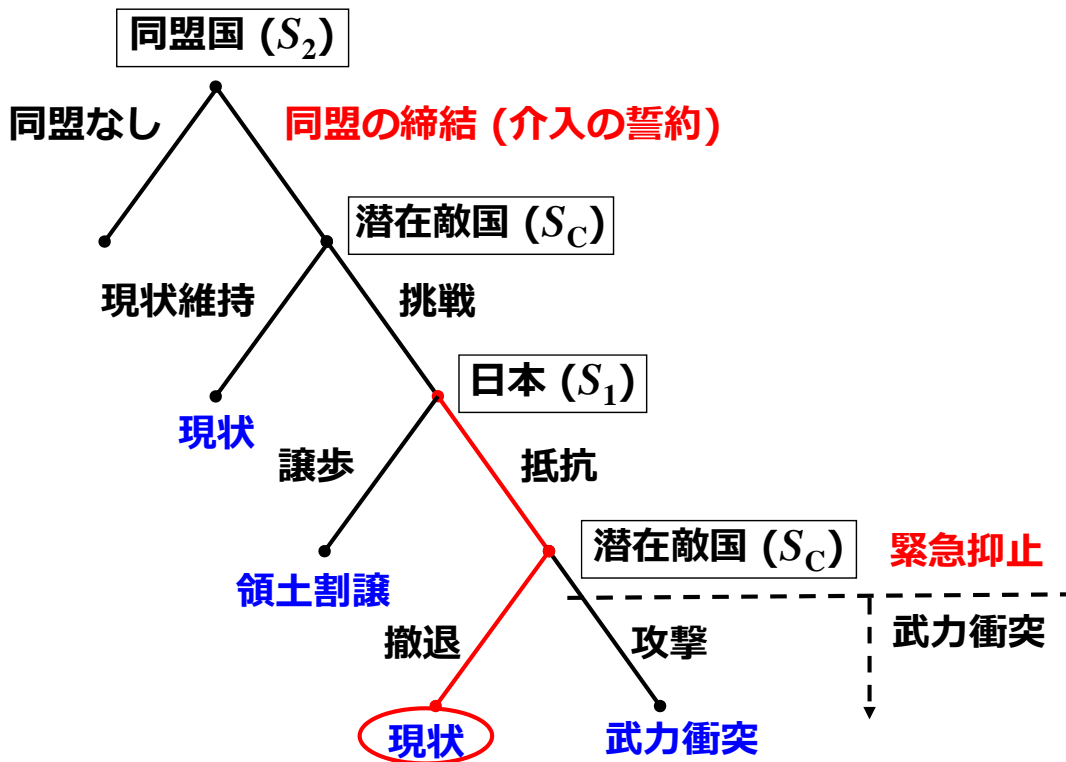 同盟国 (S2)
同盟なし
同盟の締結 (介入の誓約)
潜在敵国 (SC)
現状維持
挑戦
日本 (S1)
現状
譲歩
抵抗
潜在敵国 (SC)
緊急抑止
領土割譲
武力衝突
撤退
攻撃
現状
武力衝突